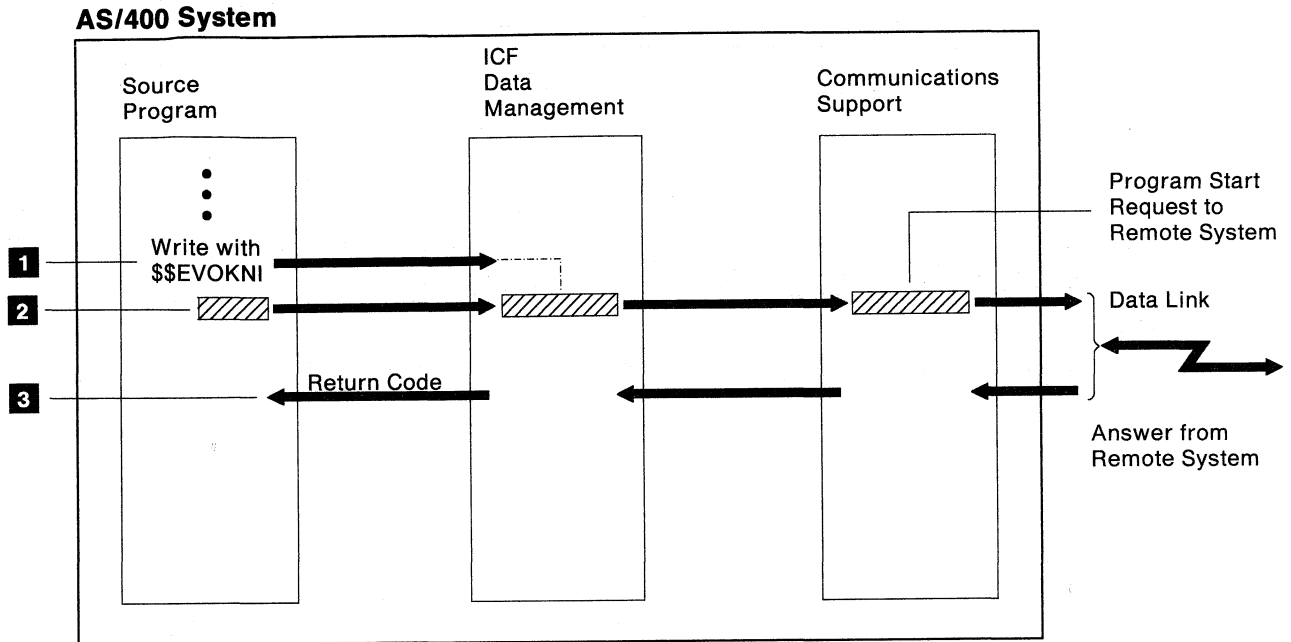 AS/400 System
Source
Program
ICF
Data
Management
Communications
Support
Program Start
Request to
Remote System
1
Write with
$$EVOKNI
2
Data Link
3
Return Code
Answer from
Remote System